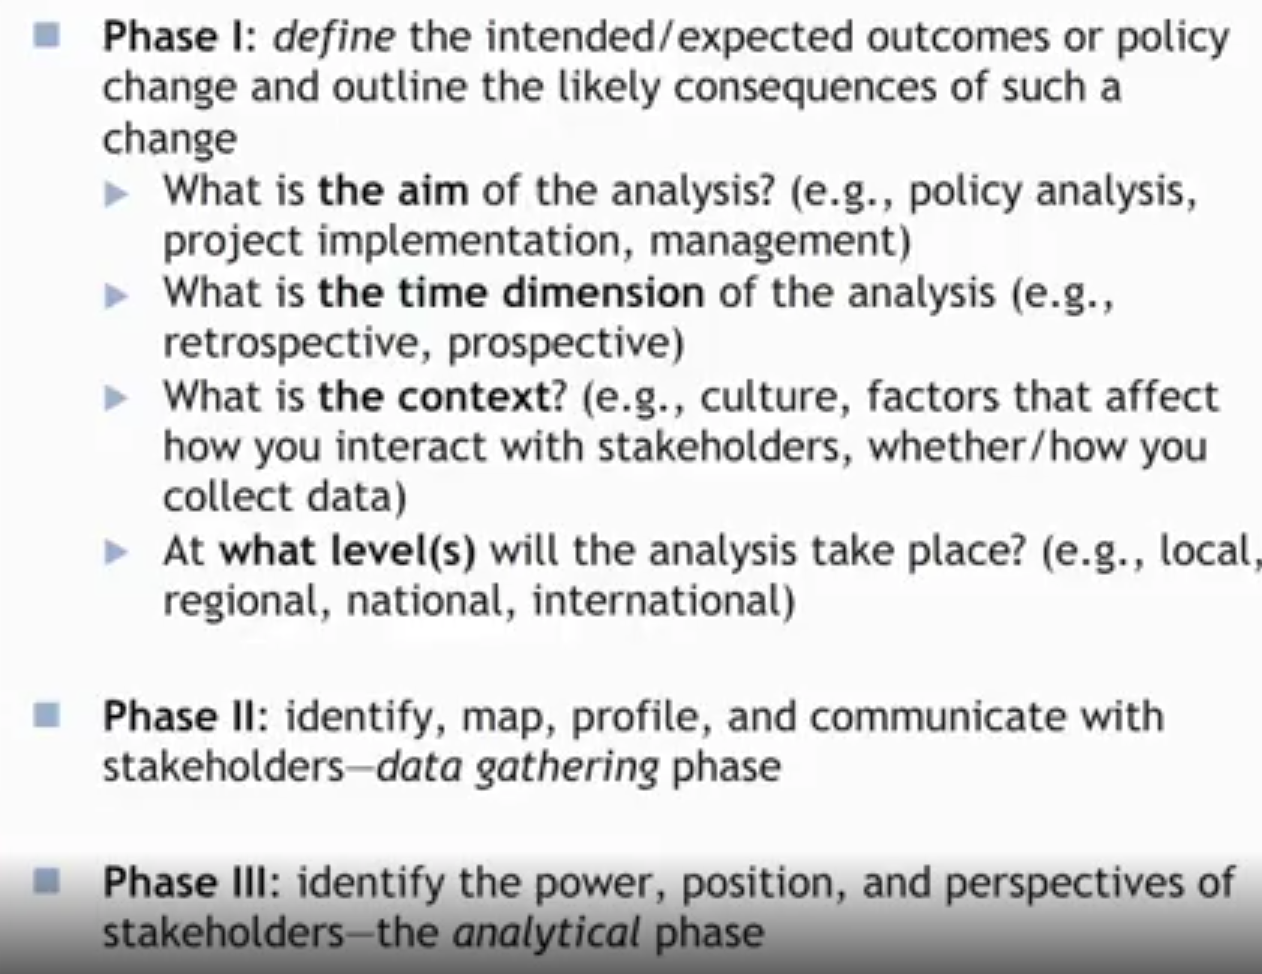 Phase I: define the intended/expected outcomes or policy
change and outline the likely consequences of such a
change
What is the aim of the analysis? (e.g., policy analysis,
project implementation, management)
What is the time dimension of the analysis (e.g.,
retrospective, prospective)
What is the context? (e.g., culture, factors that affect
how you interact with stakeholders, whether/how you
collect data)
At what level(s) will the analysis take place? (e.g., local,
regional, national, international)
Phase II: identify, map, profile, and communicate with
stakeholders—data gathering phase
Phase III: identify the power, position, and perspectives of
stakeholders—the analytical phase